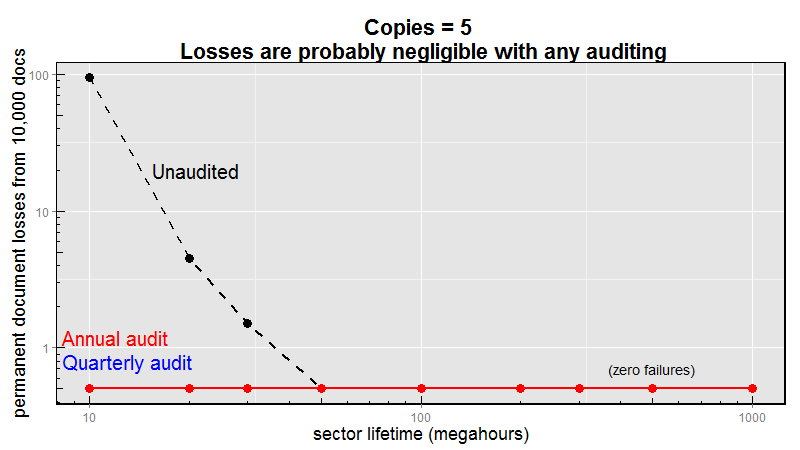 Copies = 5
Losses are probably negligible with any auditing
permanent document losses from 10,000 docs
100
10
1
Unaudited
Annual audit
Quarterly audit
(zero failures)
10
100
1000
sector lifetime (megahours)